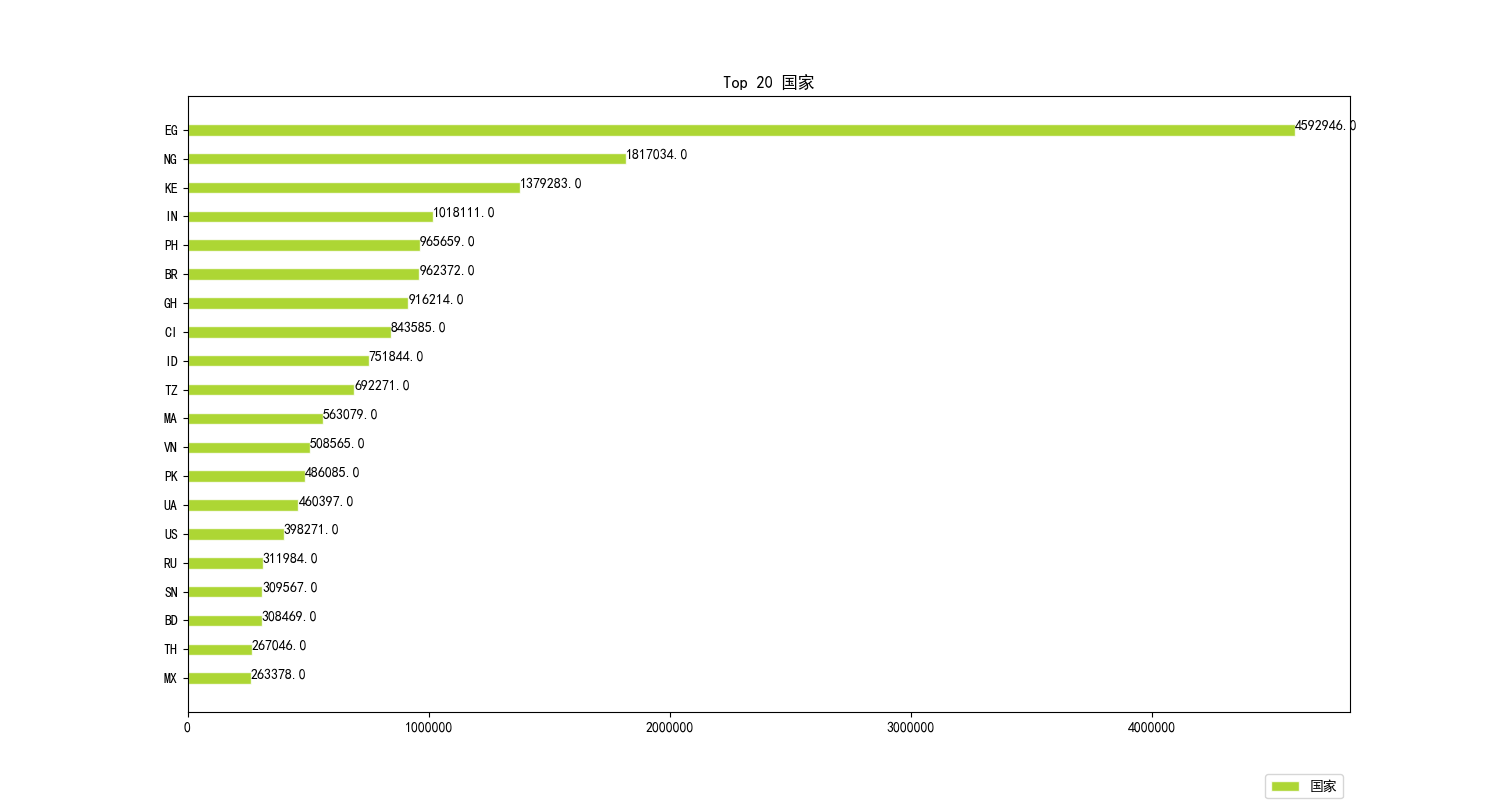 Top 20 国家
EG 4592946.0
NG 1817034.0
KE 1379283.0
IN 1018111.0
PH 965659.0
BR 962372.0
GH 916214.0
CI 843585.0
ID 751844.0
TZ 692271.0
MA 563079.0
VN 508565.0
PK 486085.0
UA 460397.0
US 398271.0
RU 311984.0
SN 309567.0
BD 308469.0
TH 267046.0
MX 263378.0
0 1000000 2000000 3000000 4000000
国家